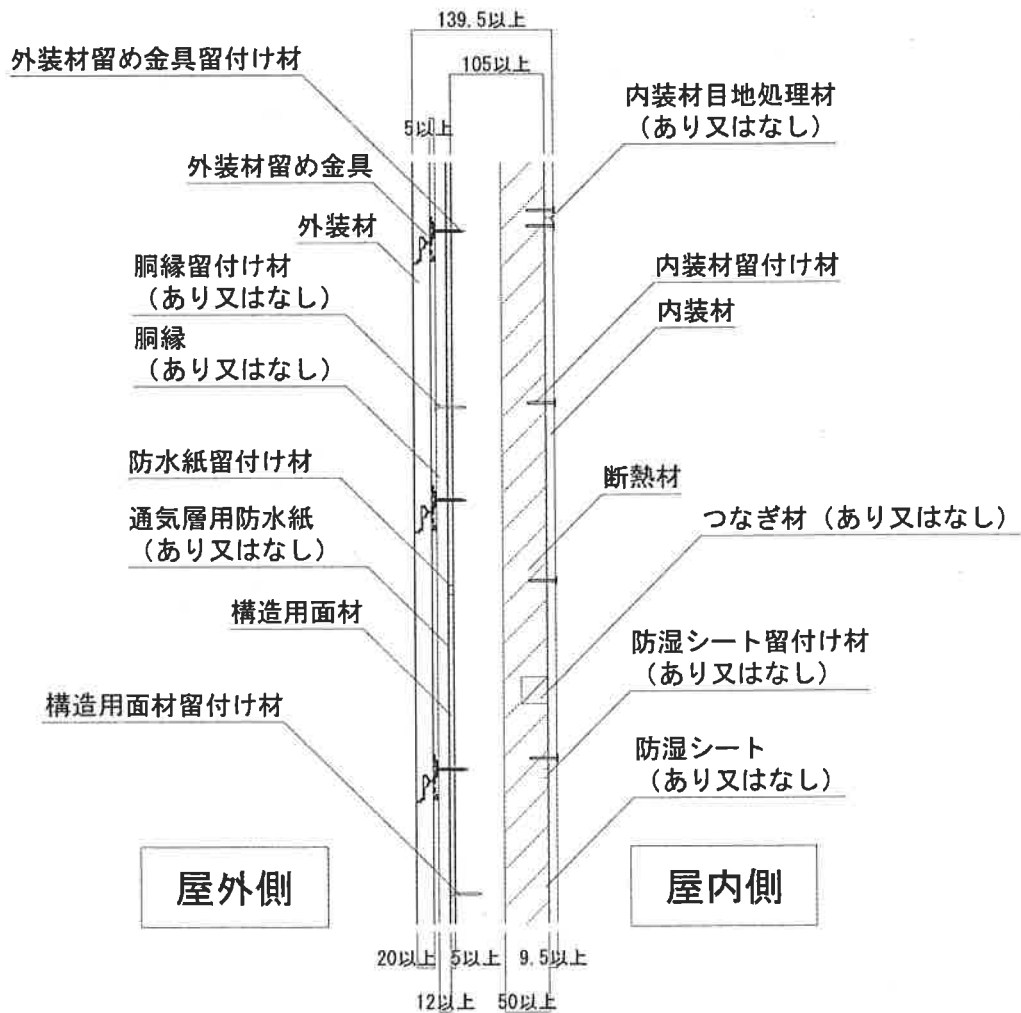 139.5以上
外装材留め金具留付け材
105以上
内装材目地処理材
（あり又はなし）
5以上
外装材留め金具
外装材
胴縁留付け材
（あり又はなし）
内装材留付け材
内装材
胴縁
（あり又はなし）
防水紙留付け材
断熱材
通気層用防水紙
（あり又はなし）
つなぎ材（あり又はなし）
構造用面材
防湿シート留付け材
（あり又はなし）
構造用面材留付け材
防湿シート
（あり又はなし）
屋外側
屋内側
20以上
5以上
9.5以上
12以上
50以上